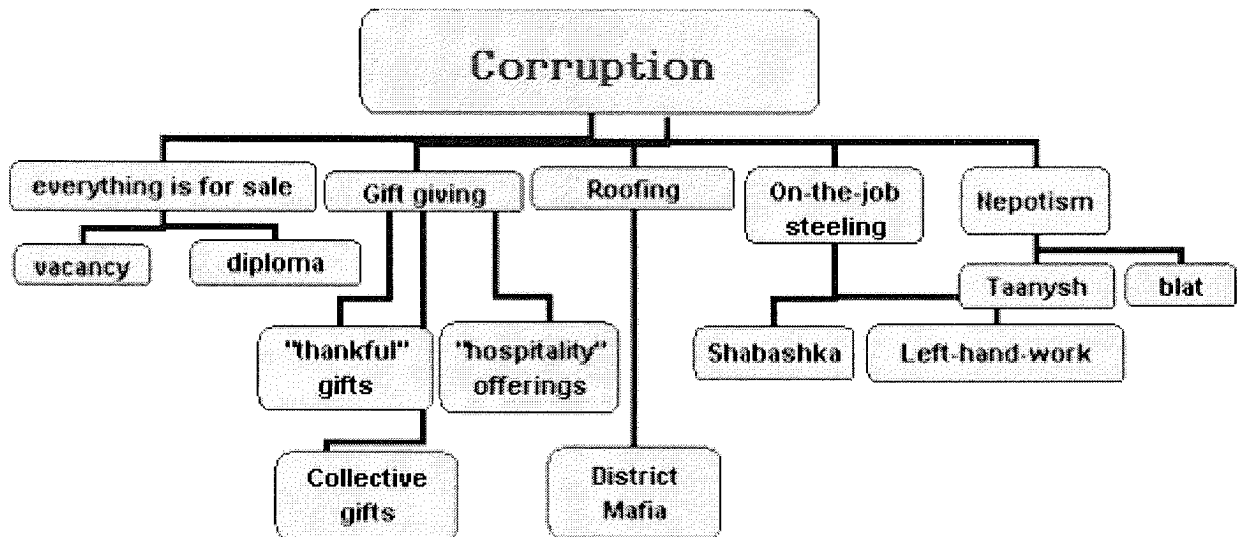 Corruption
everything is for sale
Gift giving
Roofing
On-the-job
steeling
Nepotism
vacancy
diploma
Taanysh
blat
"thankful"
gifts
"hospitality"
offerings
Shabashka
Left-hand-work
Collective
gifts
District
Mafia